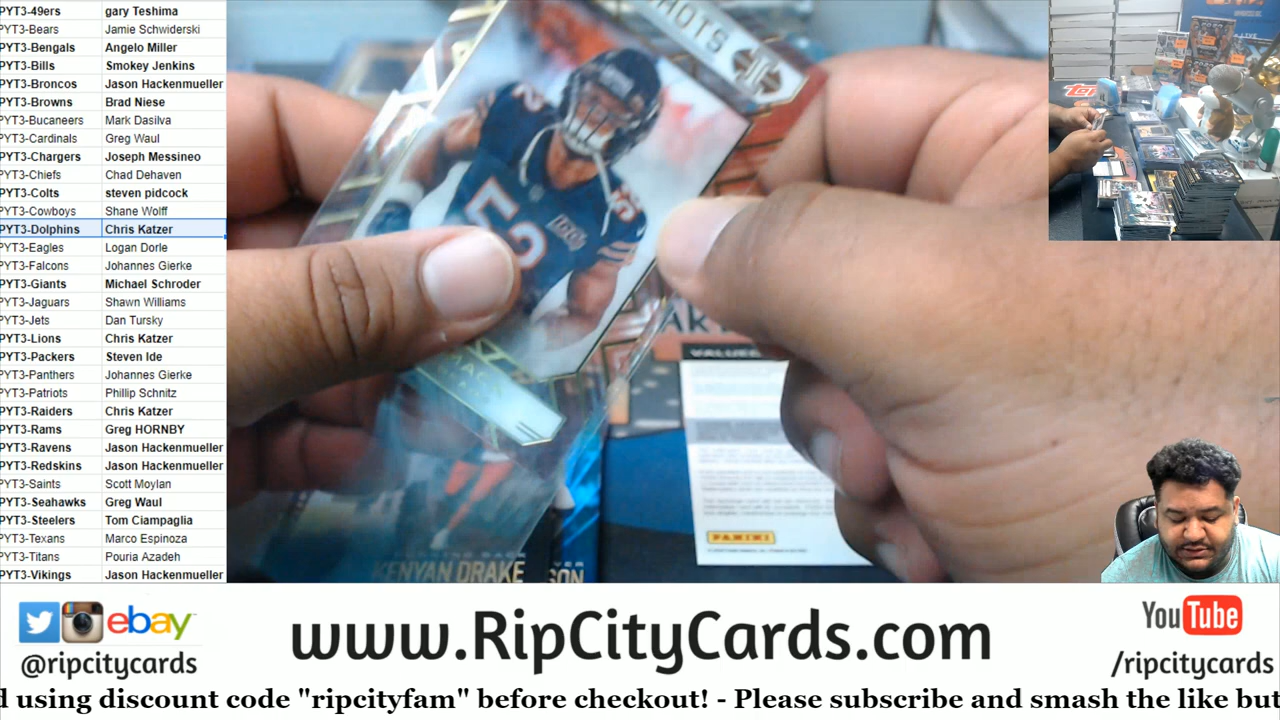 PYT3-49ers gary Teshima
PYT3-Bears Jamie Schwiderski
PYT3-Bengals Angelo Miller
PYT3-Bills Smokey Jenkins
PYT3-Broncos Jason Hackenmueller
PYT3-Browns Brad Niese
PYT3-Bucaneers Mark Dasilva
PYT3-Cardinals Greg Waul
PYT3-Chargers Joseph Messineo
PYT3-Chiefs Chad Dehaven
PYT3-Colts steven pidcock
PYT3-Cowboys Shane Wolff
PYT3-Dolphins Chris Katzer
PYT3-Eagles Logan Dorle
PYT3-Falcons Johannes Gierke
PYT3-Giants Michael Schroder
PYT3-Jaguars Shawn Williams
PYT3-Jets Dan Tursky
PYT3-Lions Chris Katzer
PYT3-Packers Steven Ide
PYT3-Panthers Johannes Gierke
PYT3-Patriots Phillip Schnitz
PYT3-Raiders Chris Katzer
PYT3-Rams Greg HORNBY
PYT3-Ravens Jason Hackenmueller
PYT3-Redskins Jason Hackenmueller
PYT3-Saints Scott Moylan
PYT3-Seahawks Greg Waul
PYT3-Steelers Tom Ciampaglia
PYT3-Texans Marco Espinoza
PYT3-Titans Pouria Azadeh
PYT3-Vikings Jason Hackenmueller
HOTS
52
52
100
VALUED
PANINI
KENYAN DRAKE
SON
ebay
@ripcitycards
www.RipCityCards.com
YouTube
/ripcitycards
d using discount code "ripcityfam" before checkout! - Please subscribe and smash the like but